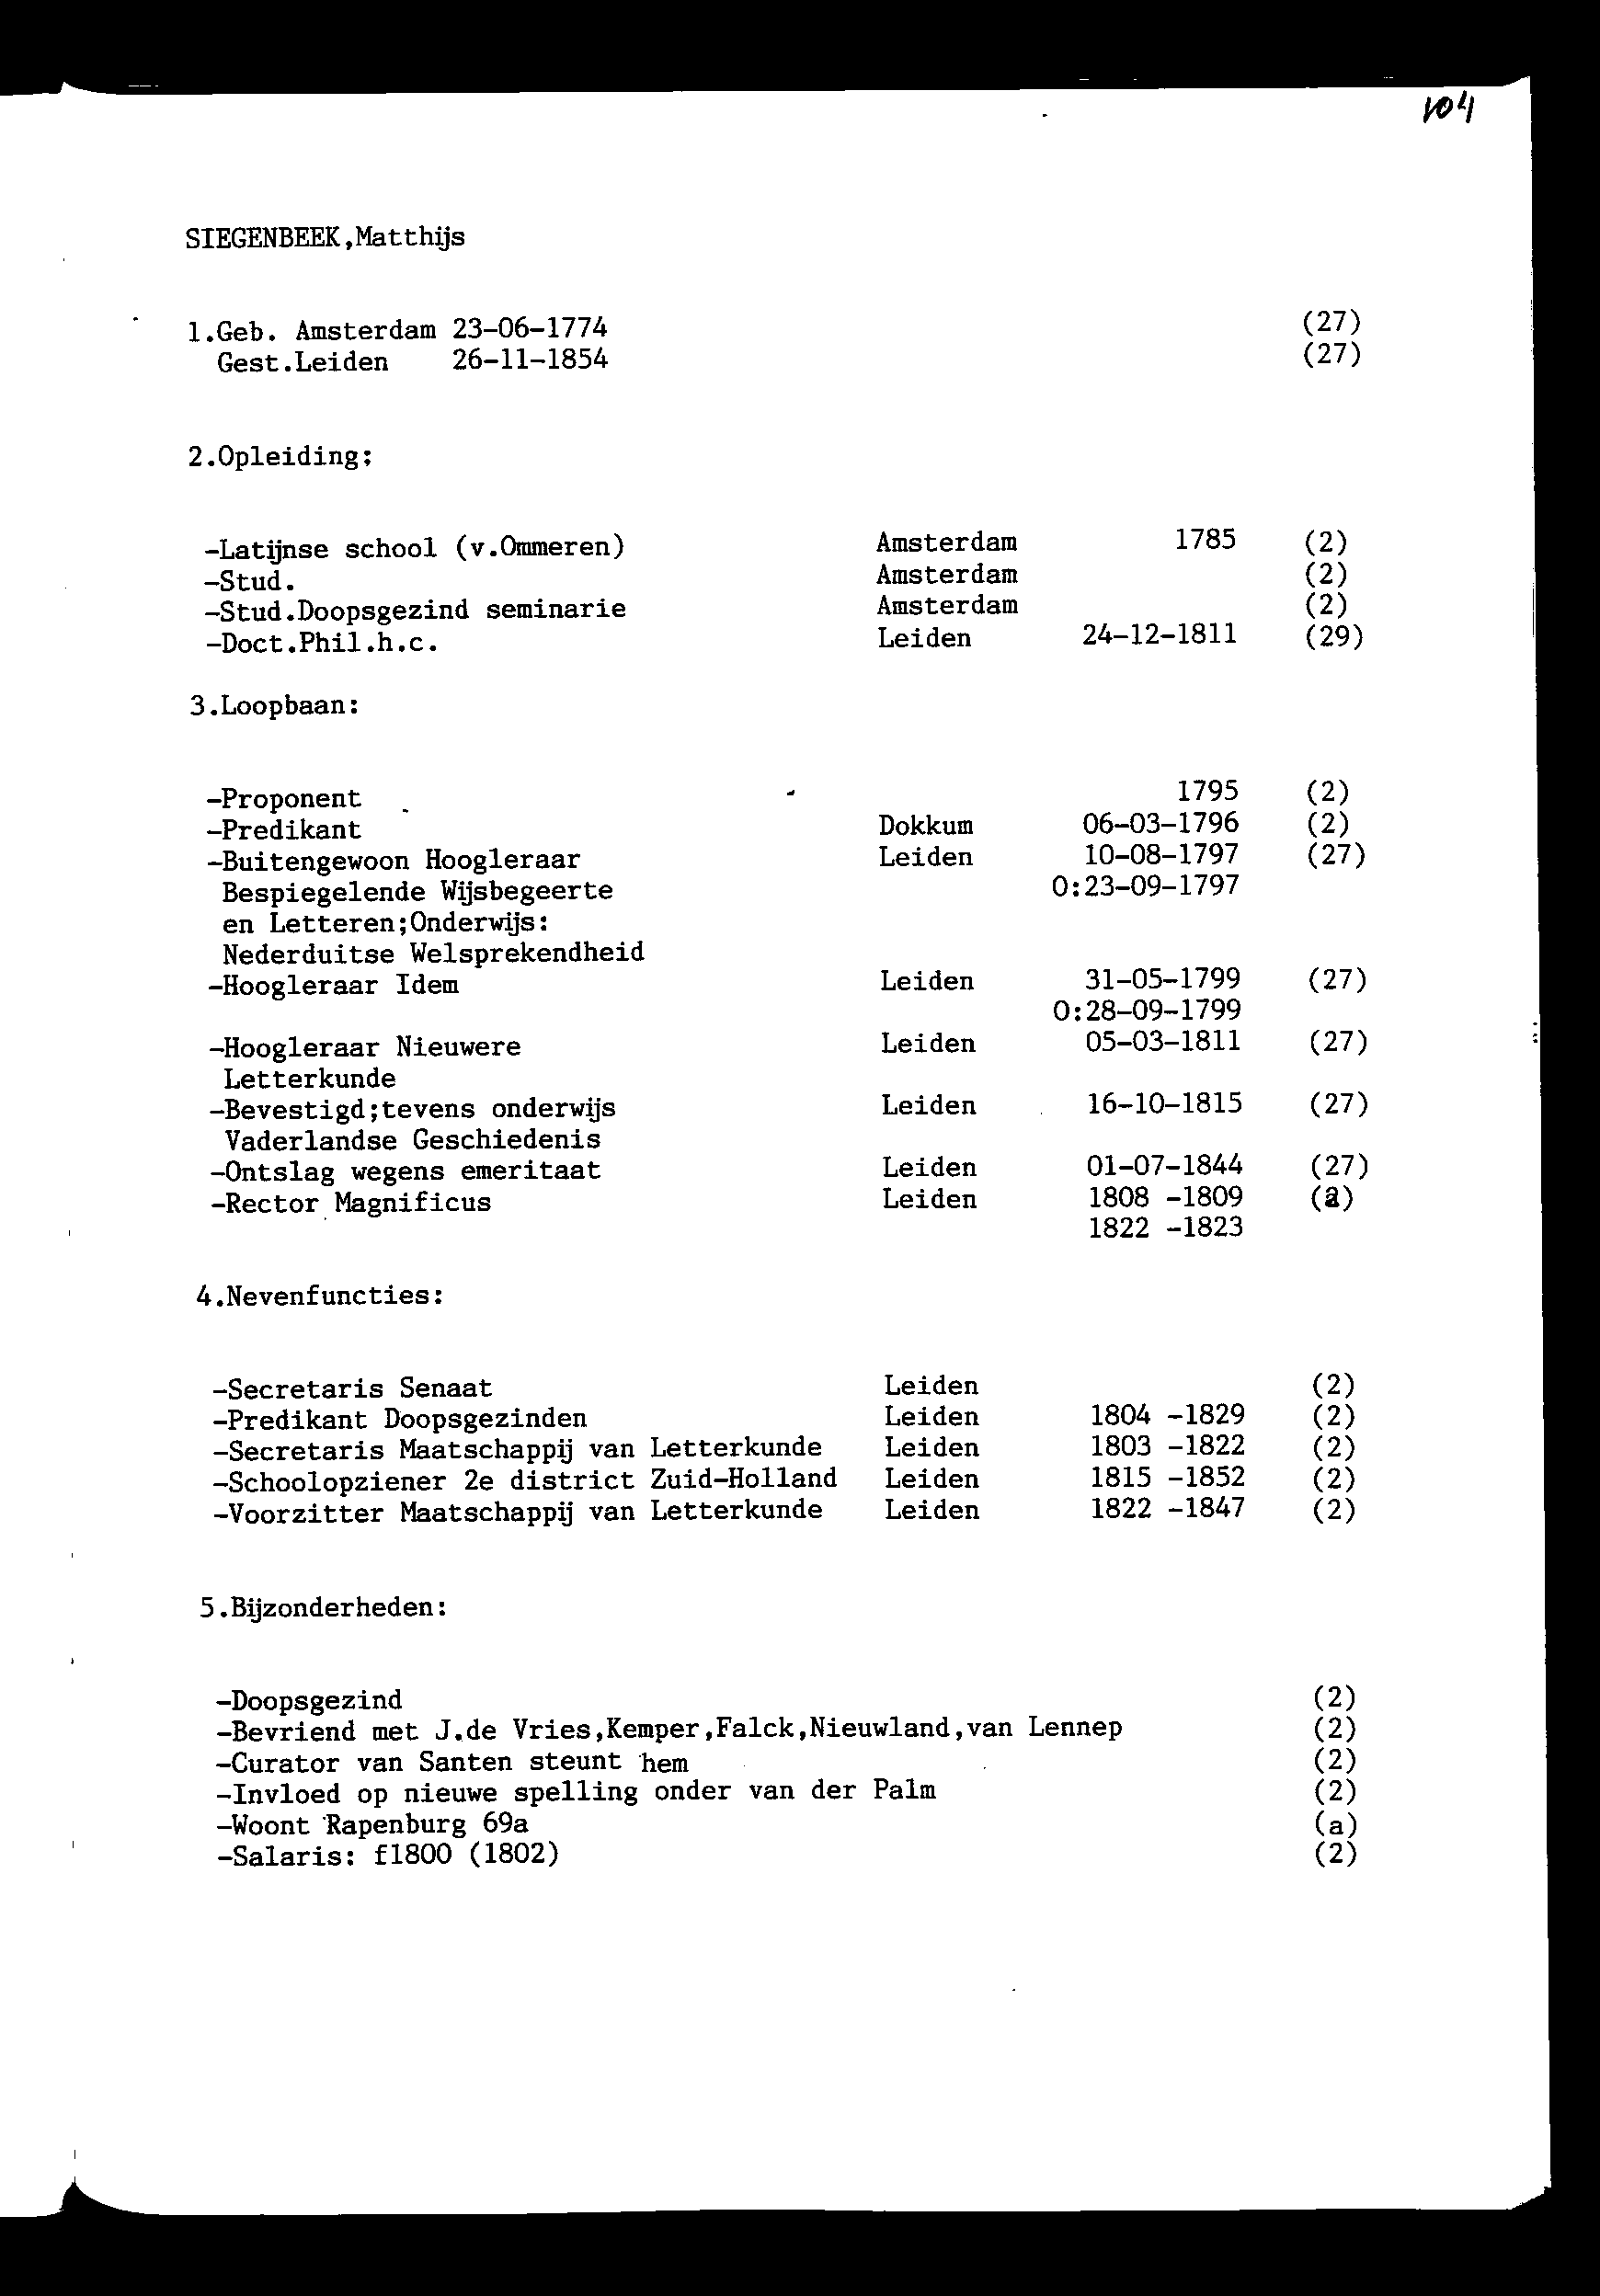 104
SIEGENBEEK,Matthijs
1.Geb. Amsterdam 23-06-1774 (27)
Gest.Leiden 26-11-1854 (27)
2.Opleiding;
-Latijnse school (v.Ommeren) Amsterdam 1785 (2)
-Stud. Amsterdam (2)
-Stud.Doopsgezind seminarie Amsterdam (2)
-Doct.Phil.h.c. Leiden 24-12-1811 (29)
3.Loopbaan:
-Proponent 1795 (2)
-Predikant Dokkum 06-03-1796 (2)
-Buitengewoon Hoogleraar Leiden 10-08-1797 (27)
Bespiegelende Wijsbegeerte O:23-09-1797
en Letteren;Onderwijs:
Nederduitse Welsprekendheid
-Hoogleraar Idem Leiden 31-05-1799 (27)
O:28-09-1799
-Hoogleraar Nieuwere Leiden 05-03-1811 (27)
Letterkunde
-Bevestigd;tevens onderwijs Leiden 16-10-1815 (27)
Vaderlandse Geschiedenis
-Ontslag wegens emeritaat Leiden 01-07-1844 (27)
-Rector Magnificus Leiden 1808 -1809
1822 -1823
4.Nevenfuncties:
-Secretaris Senaat Leiden (2)
-Predikant Doopsgezinden Leiden 1804 -1829 (2)
-Secretaris Maatschappij van Letterkunde Leiden 1803 -1822 (2)
-Schoolopziener 2e district Zuid-Holland Leiden 1815 -1852 (2)
-Voorzitter Maatschappij van Letterkunde Leiden 1822 -1847 (2)
5.Bijzonderheden:
-Doopsgezind (2)
-Bevriend met J.de Vries,Kemper,Falck,Nieuwland,van Lennep (2)
-Curator van Santen steunt hem (2)
-Invloed op nieuwe spelling onder van der Palm (2)
-Woont Rapenburg 69a (a)
-Salaris: f1800 (1802) (2)